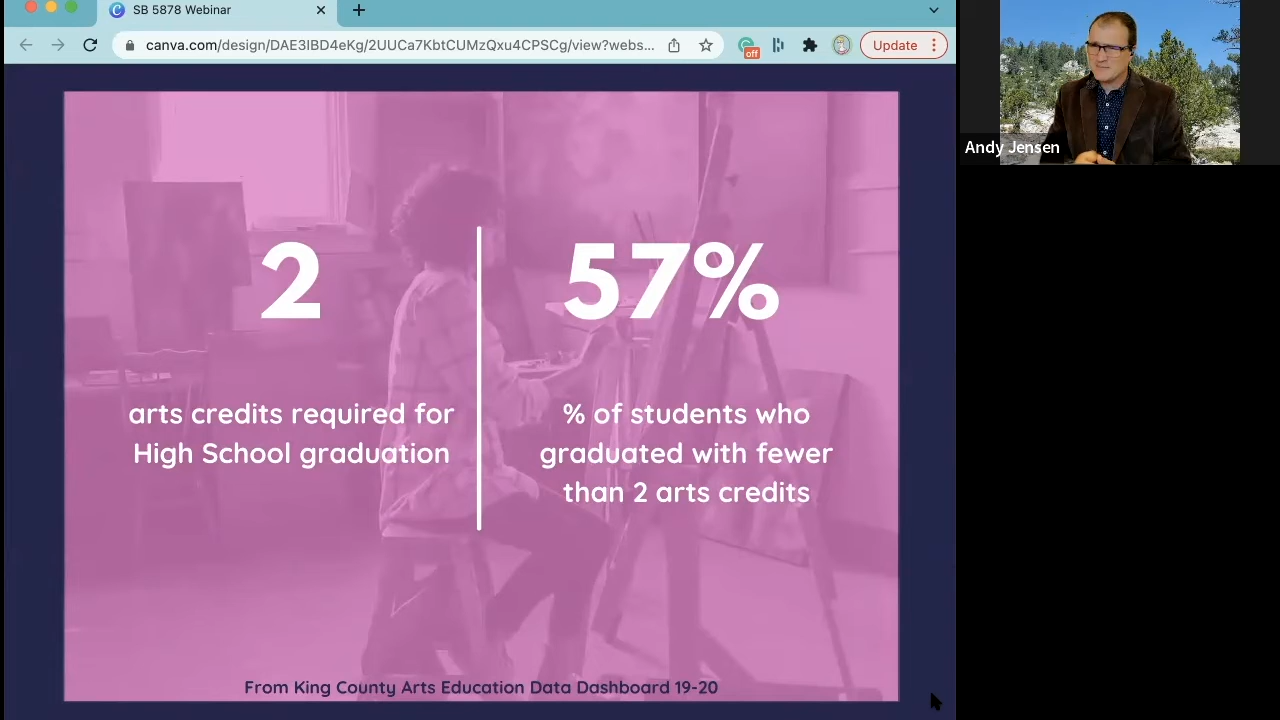 SB 5878 Webinar
canva.com/design/DAE3IBD4eKg/2UUCa7KbtCUMzQxu4CPSCg/view?webs...
off
Update
Andy Jensen
2
arts credits required for
High School graduation
57%
% of students who
graduated with fewer
than 2 arts credits
From King County Arts Education Data Dashboard 19-20